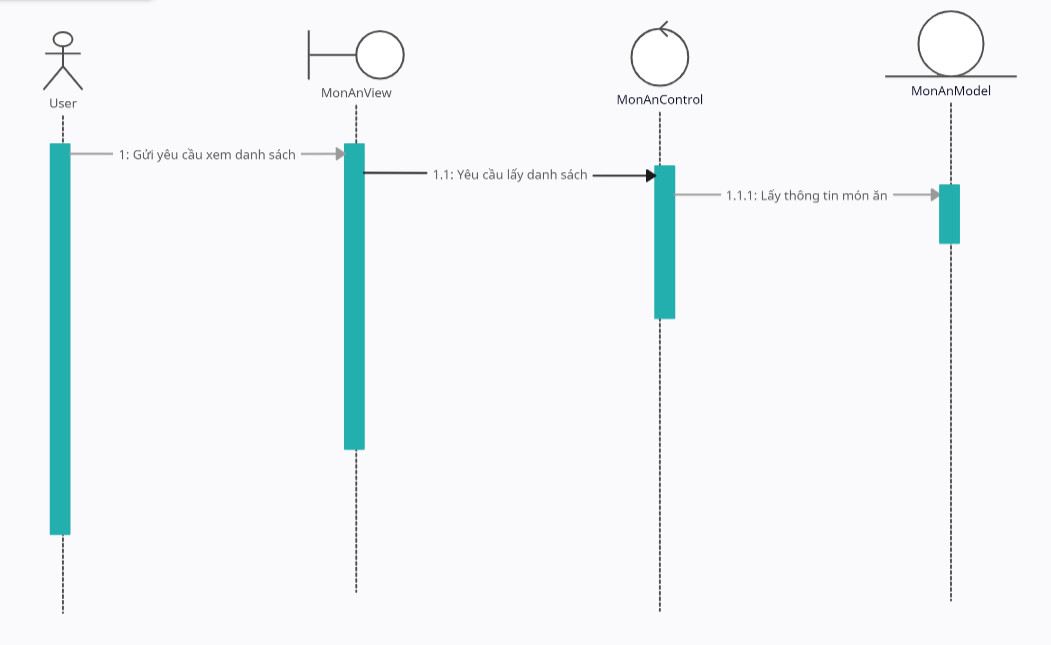 User
MonAnView
MonAnControl
MonAnModel
1: Gửi yêu cầu xem danh sách
1.1: Yêu cầu lấy danh sách
1.1.1: Lấy thông tin món ăn